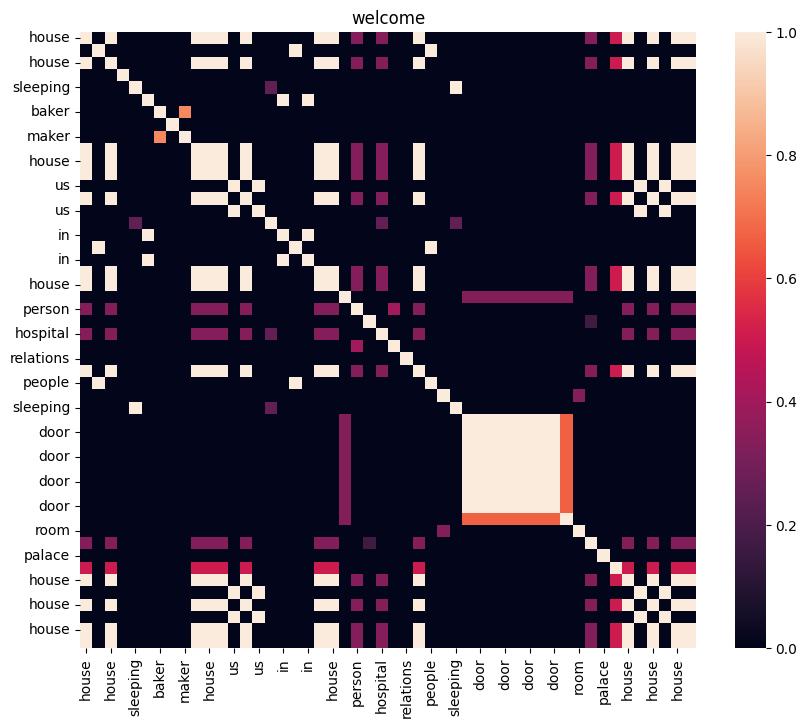 welcome
house
house
sleeping
baker
maker
house
us
us
in
in
house
person
hospital
relations
people
sleeping
door
door
door
door
room
palace
house
house
house
1.0
0.8
0.6
0.4
0.2
0.0
house
house
sleeping
baker
maker
house
us
us
in
in
house
person
hospital
relations
people
sleeping
door
door
door
door
room
palace
house
house
house